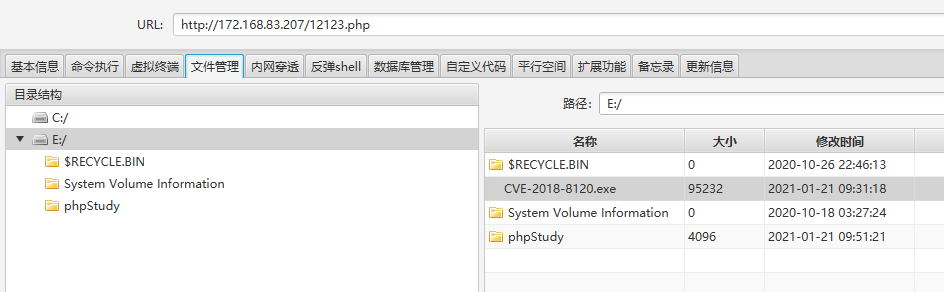 URL: http://172.168.83.207/12123.php
基本信息 命令执行 虚拟终端 文件管理 内网穿透 反弹shell 数据库管理 自定义代码 平行空间 扩展功能 备忘录 更新信息
目录结构
C:/
E:/
$RECYCLE.BIN
System Volume Information
phpStudy
路径: E:/
名称 大小 修改时间
$RECYCLE.BIN 0 2020-10-26 22:46:13
CVE-2018-8120.exe 95232 2021-01-21 09:31:18
System Volume Information 0 2020-10-18 03:27:24
phpStudy 4096 2021-01-21 09:51:21